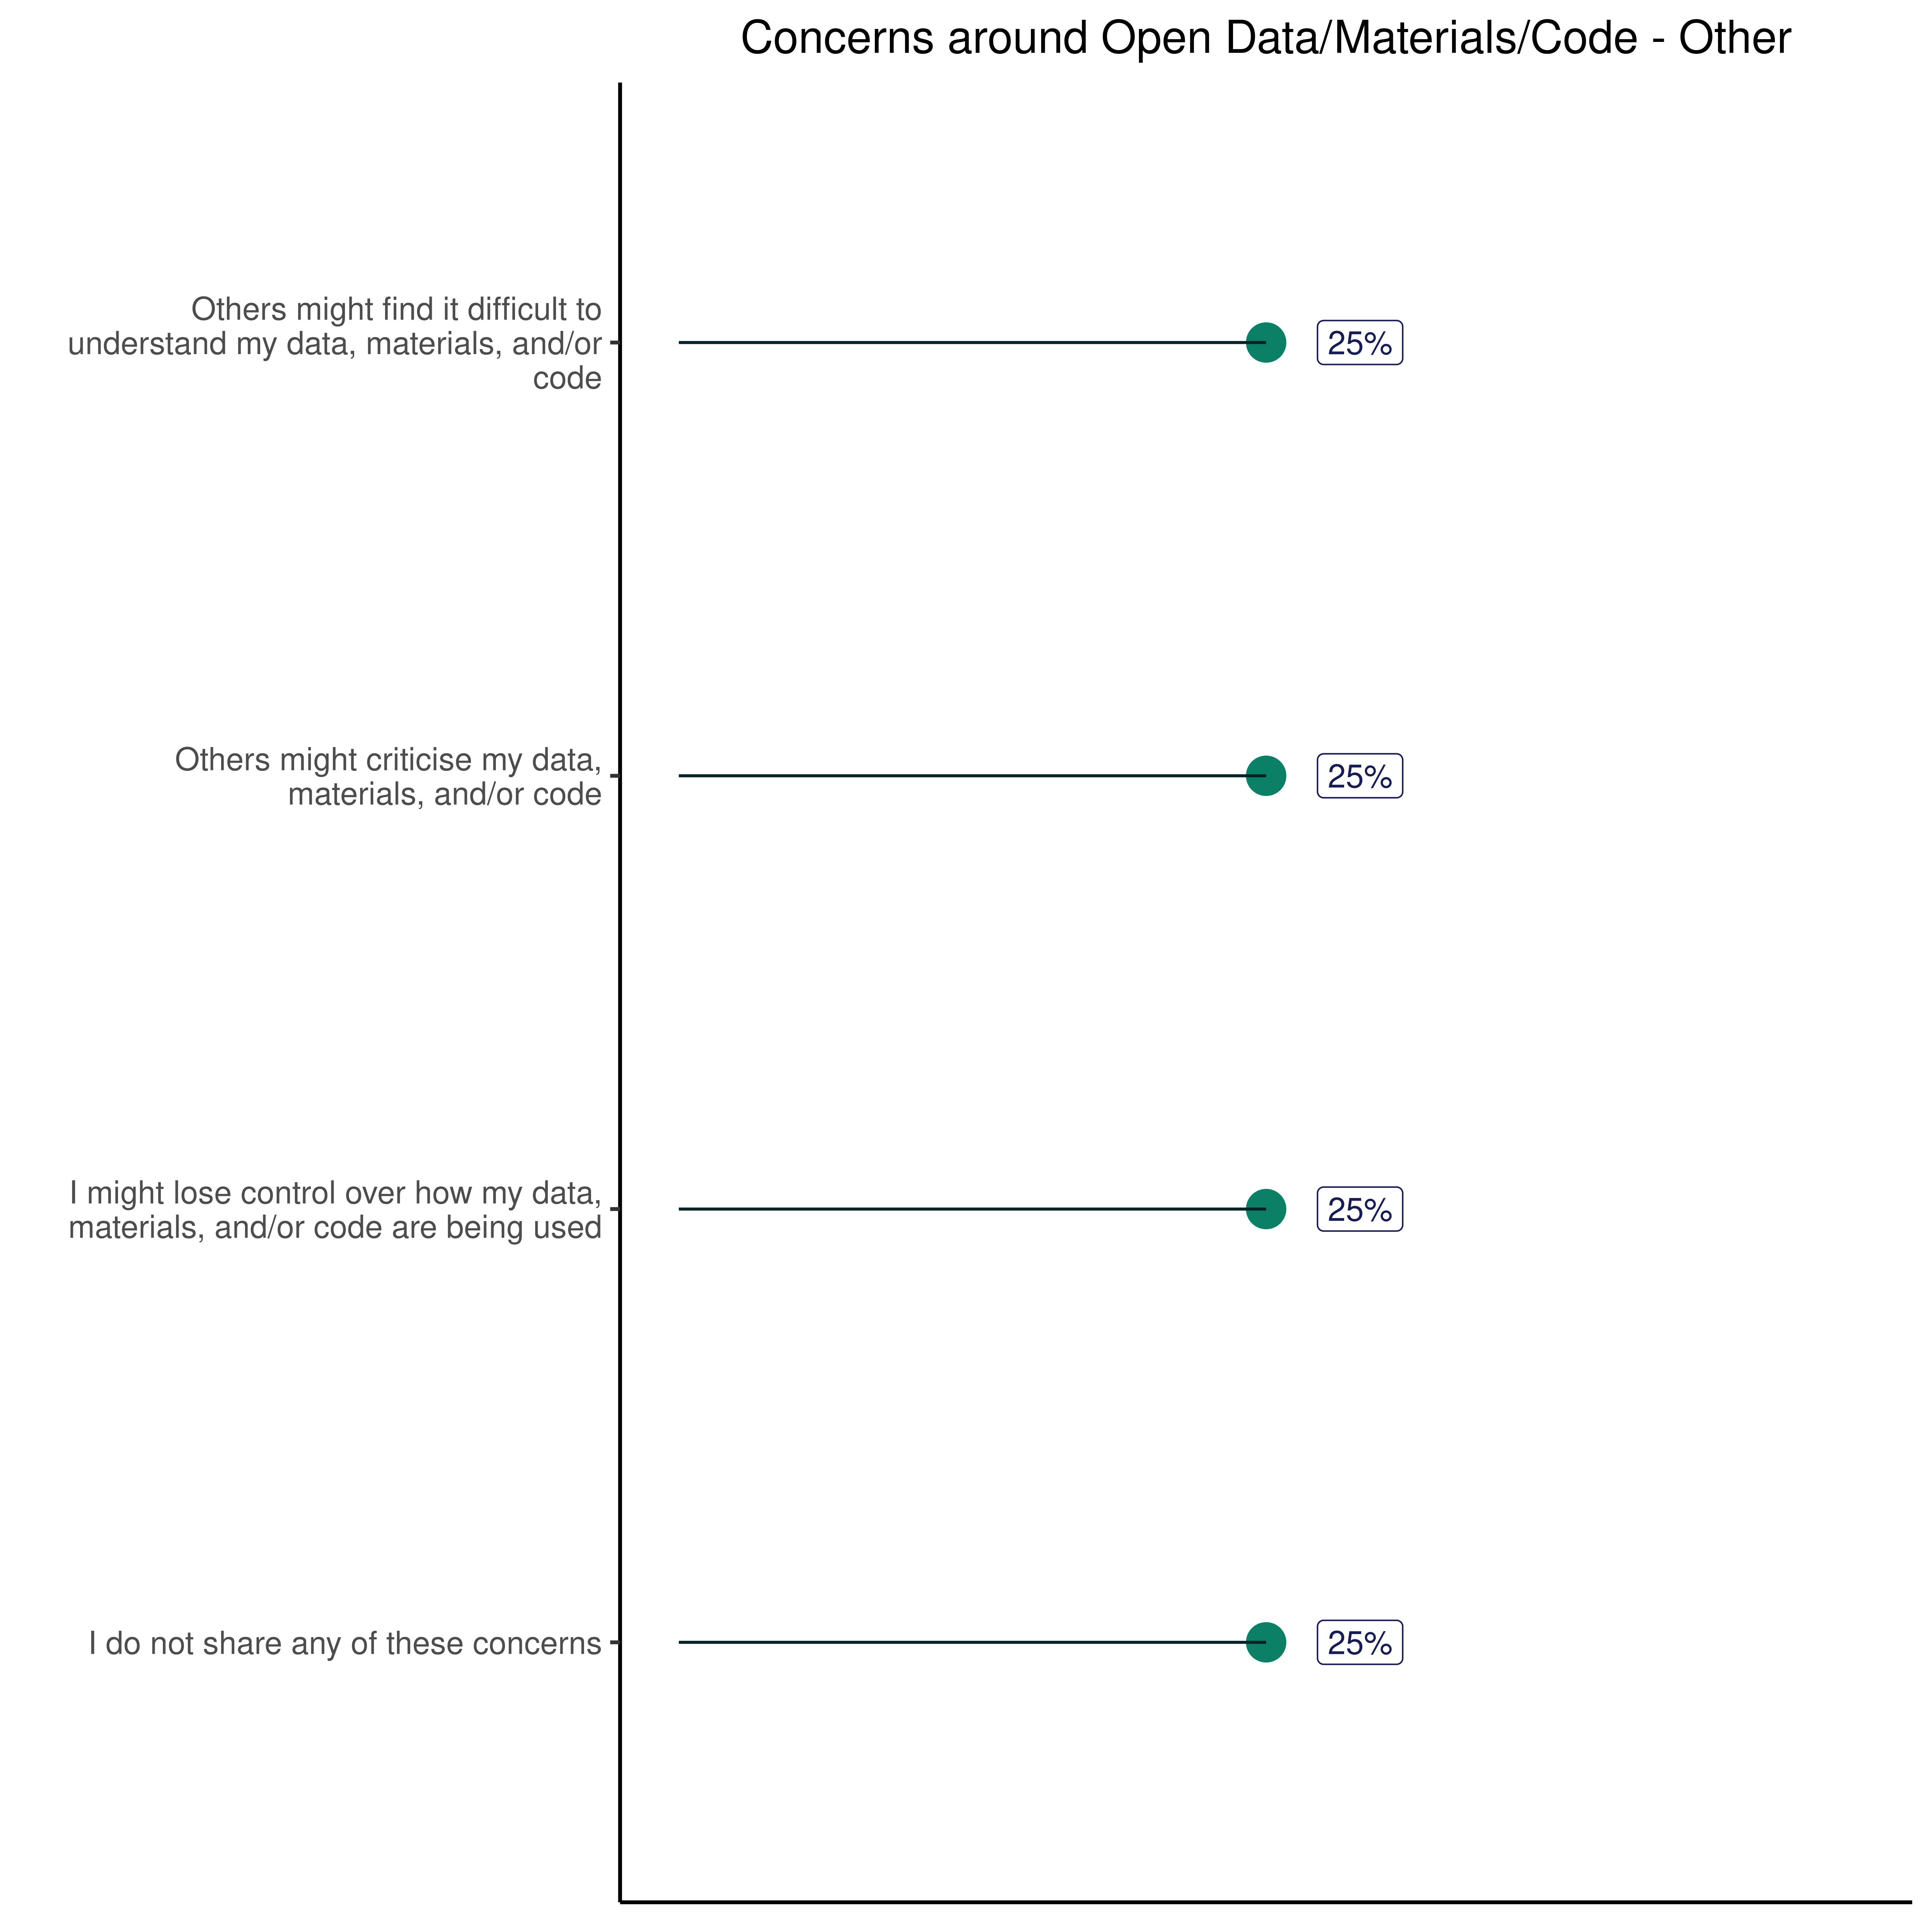 Concerns around Open Data/Materials/Code - Other
Others might find it difficult to
understand my data, materials, and/or
code
25%
Others might criticise my data,
materials, and/or code
25%
I might lose control over how my data,
materials, and/or code are being used
25%
I do not share any of these concerns
25%